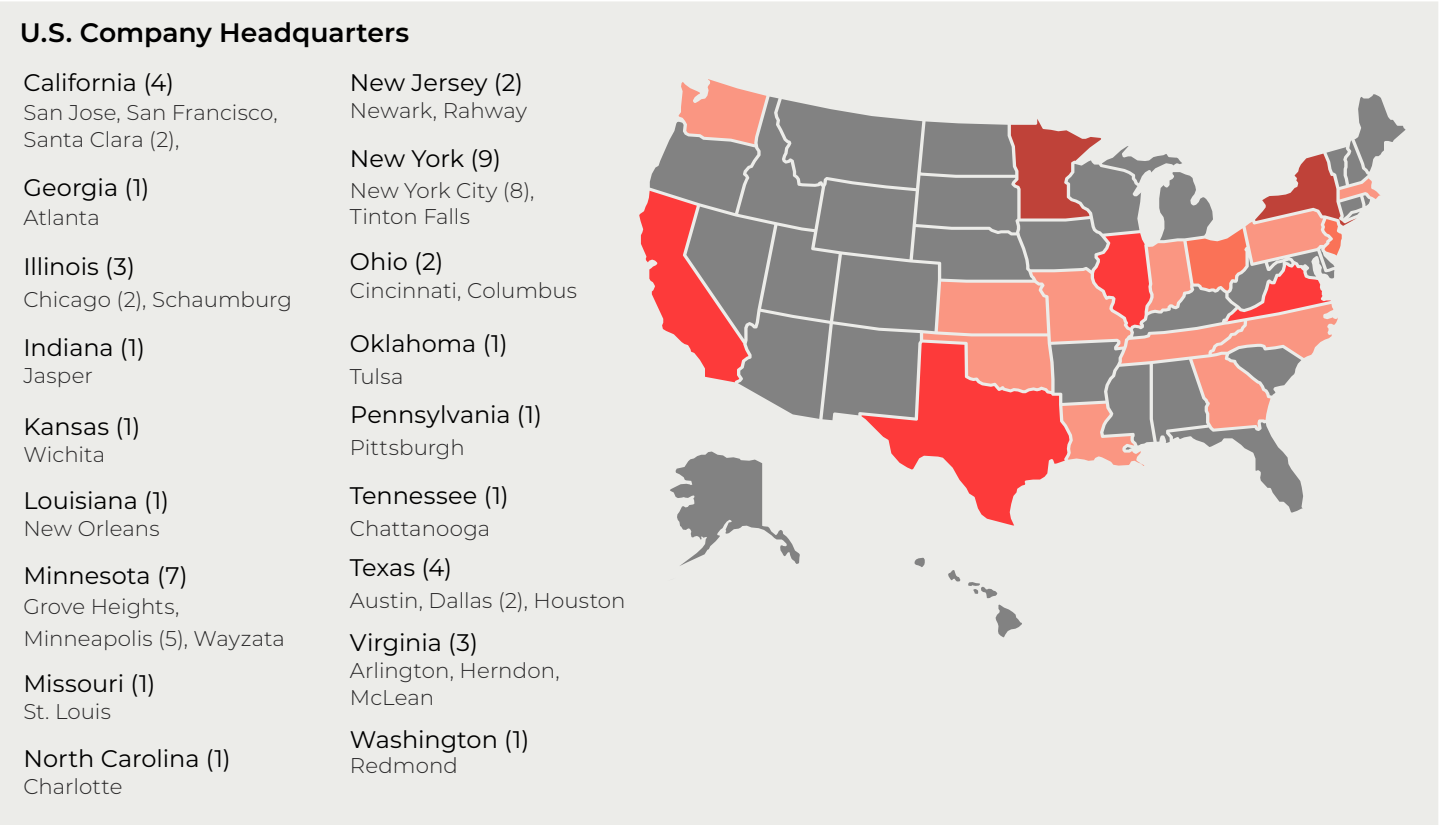 U.S. Company Headquarters
California (4)
San Jose, San Francisco,
Santa Clara (2),
Georgia (1)
Atlanta
Illinois (3)
Chicago (2), Schaumburg
Indiana (1)
Jasper
Kansas (1)
Wichita
Louisiana (1)
New Orleans
Minnesota (7)
Grove Heights,
Minneapolis (5), Wayzata
Missouri (1)
St. Louis
North Carolina (1)
Charlotte
New Jersey (2)
Newark, Rahway
New York (9)
New York City (8),
Tinton Falls
Ohio (2)
Cincinnati, Columbus
Oklahoma (1)
Tulsa
Pennsylvania (1)
Pittsburgh
Tennessee (1)
Chattanooga
Texas (4)
Austin, Dallas (2), Houston
Virginia (3)
Arlington, Herndon,
McLean
Washington (1)
Redmond